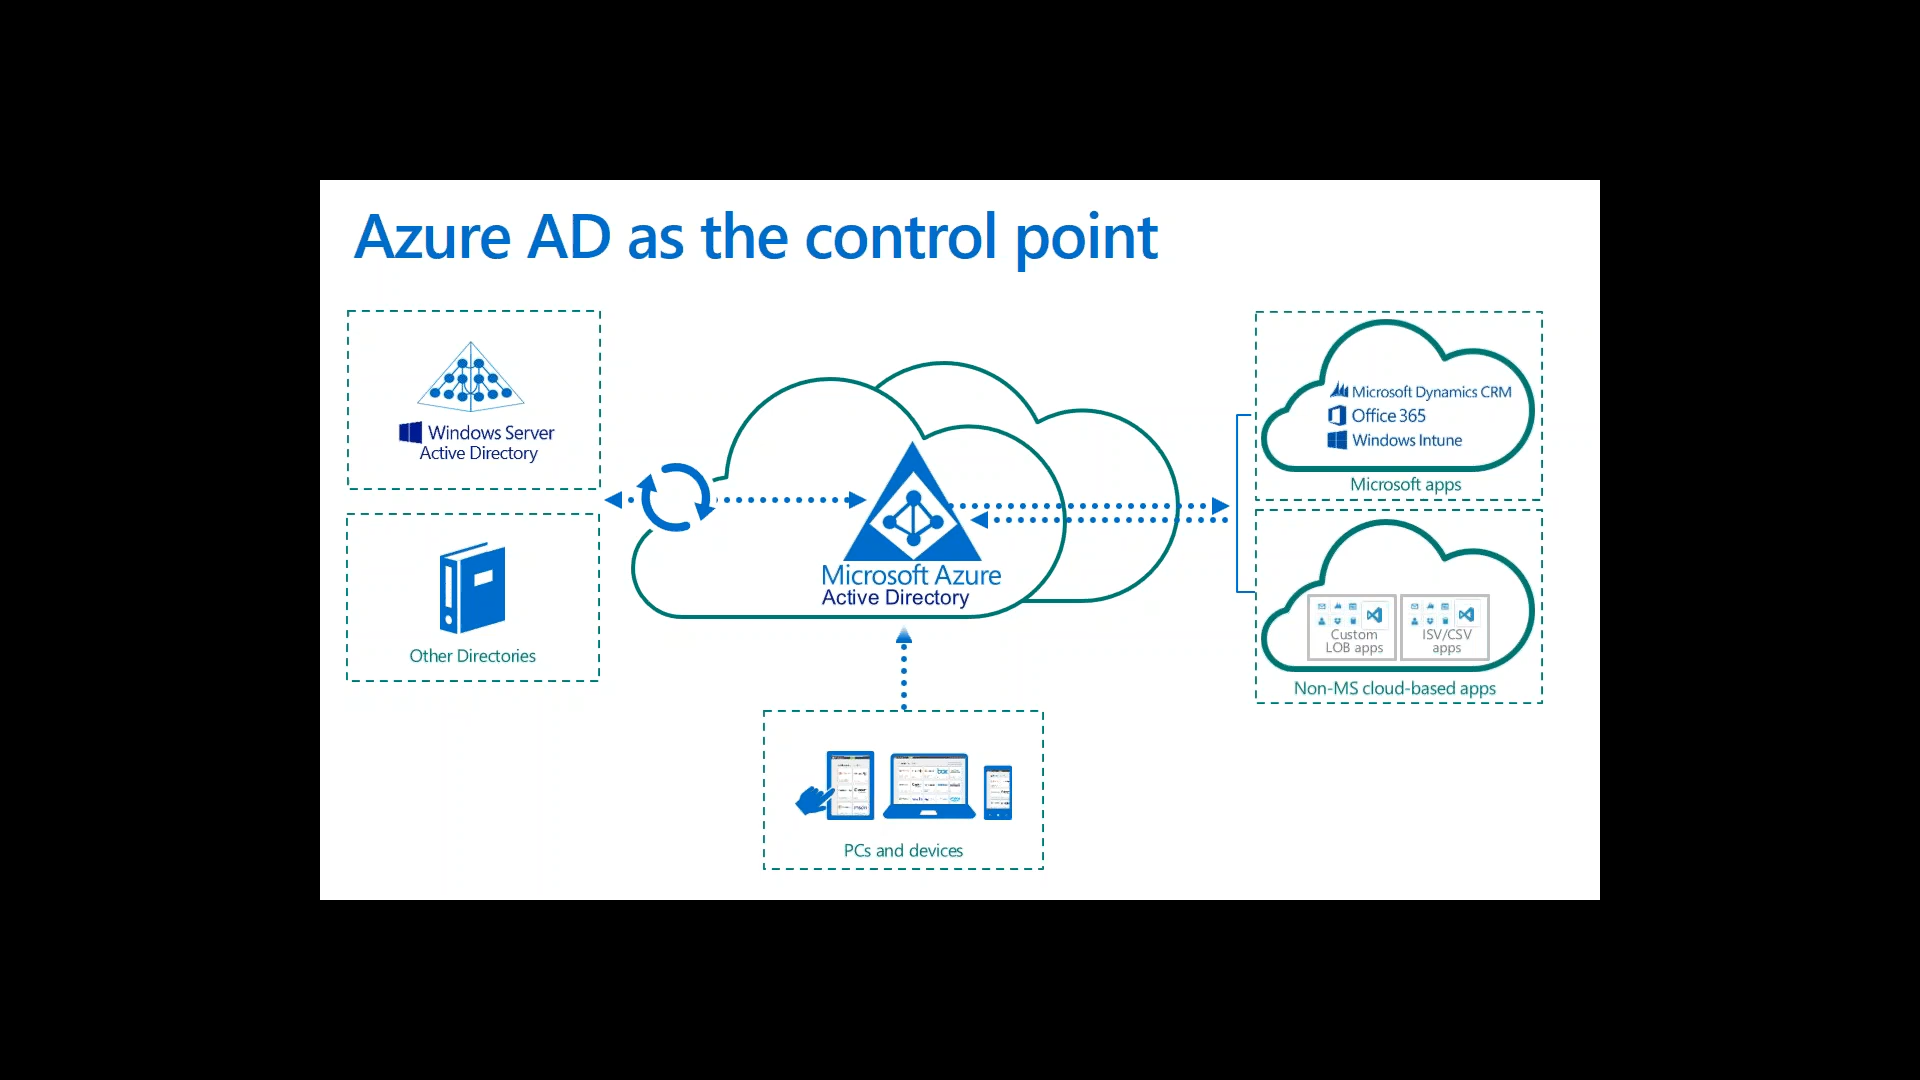 Azure AD as the control point
Windows Server
Active Directory
Other Directories
Microsoft Azure
Active Directory
PCs and devices
Microsoft Dynamics CRM
Office 365
Windows Intune
Microsoft apps
Custom
LOB apps
ISV/CSV
apps
Non-MS cloud-based apps